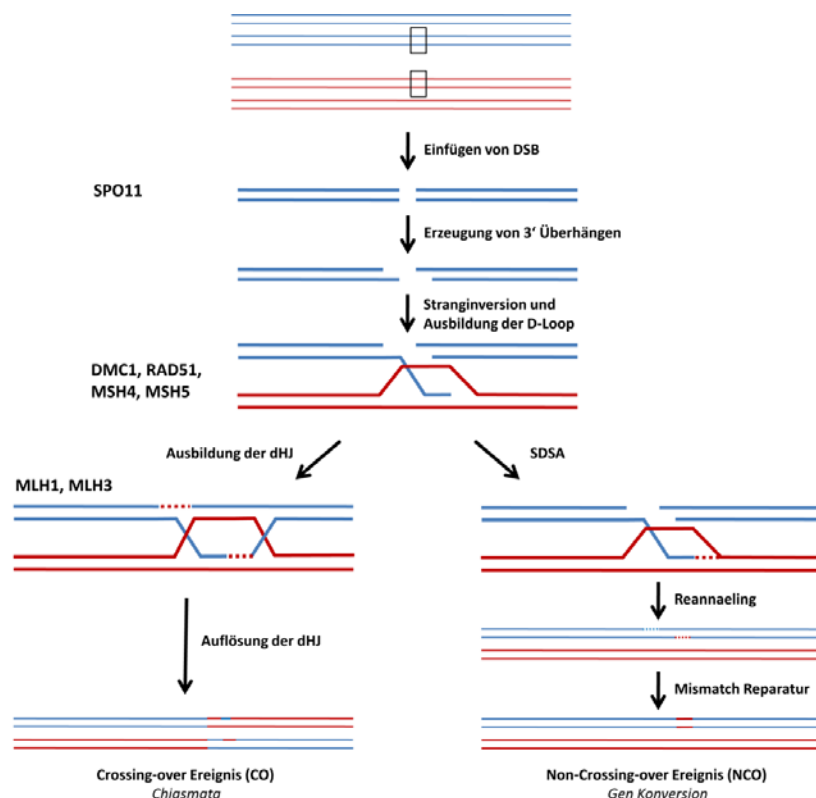 Einfügen von DSB
SPO11
Erzeugung von 3‘ Überhängen
Stranginversion und
Ausbildung der D-Loop
DMC1, RAD51,
MSH4, MSH5
Ausbildung der dHJ
SDSA
MLH1, MLH3
Reannaeling
Auflösung der dHJ
Mismatch Reparatur
Crossing-over Ereignis (CO)
Chiasmata
Non-Crossing-over Ereignis (NCO)
Gen Konversion